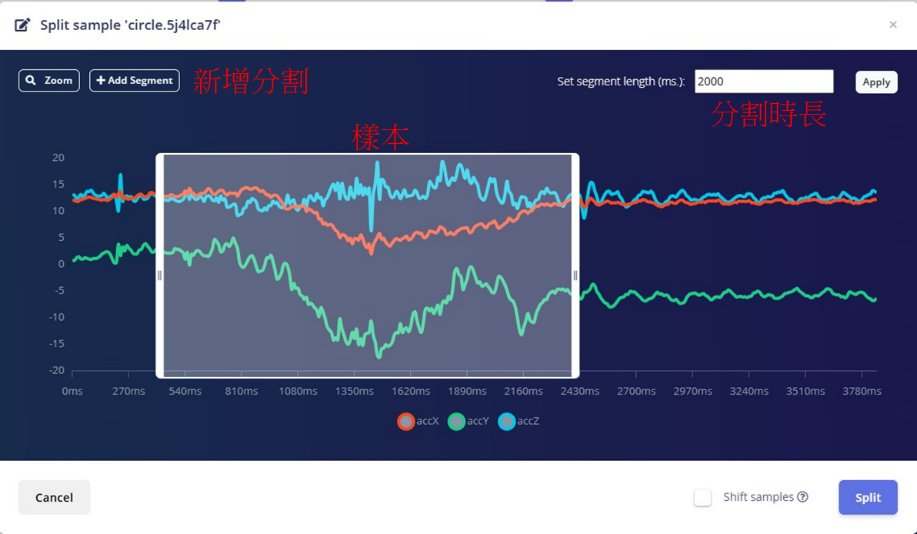 Split sample 'circle.5j4lca7f'
×
Zoom
+ Add Segment
新增分割
Set segment length (ms.):
2000
Apply
分割時長
樣本
20
15
10
5
0
-5
-10
-15
-20
0ms 270ms 540ms 810ms 1080ms 1350ms 1620ms 1890ms 2160ms 2430ms 2700ms 2970ms 3240ms 3510ms 3780ms
accX accY accZ
Cancel
Shift samples ?
Split